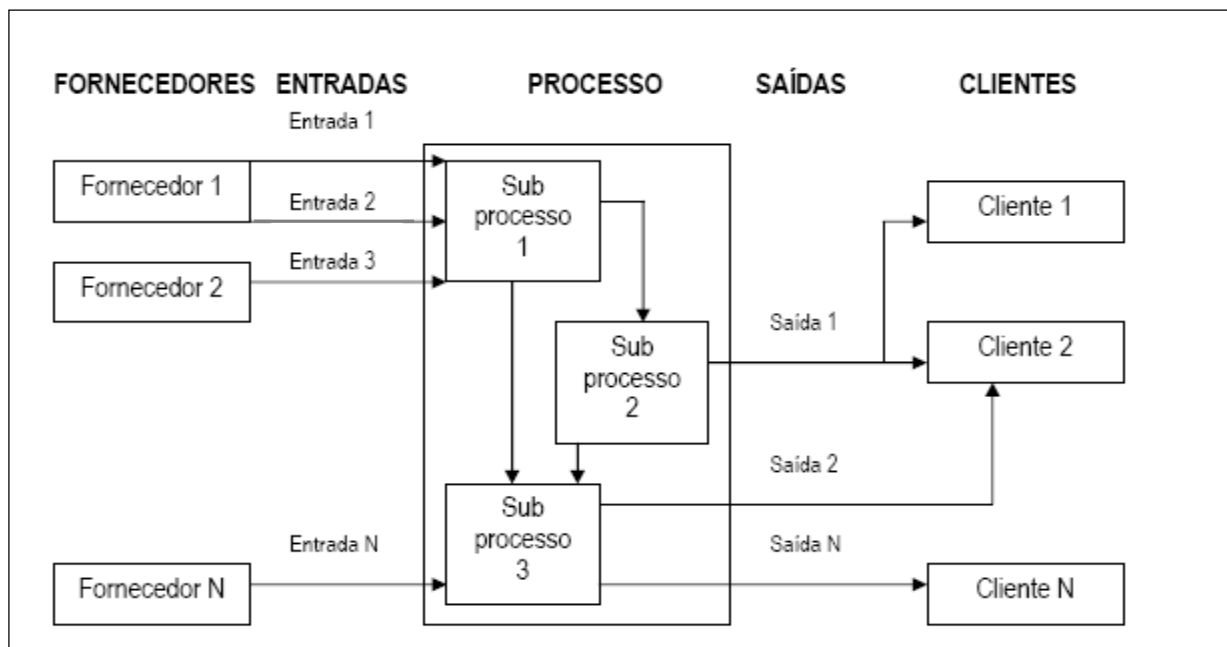 FORNECEDORES ENTRADAS PROCESSO SAÍDAS CLIENTES
Entrada 1
Fornecedor 1
Entrada 2
Sub
processo
1
Cliente 1
Entrada 3
Fornecedor 2
Sub
processo
2
Saída 1
Cliente 2
Saída 2
Sub
processo
3
Entrada N
Saída N
Fornecedor N
Cliente N